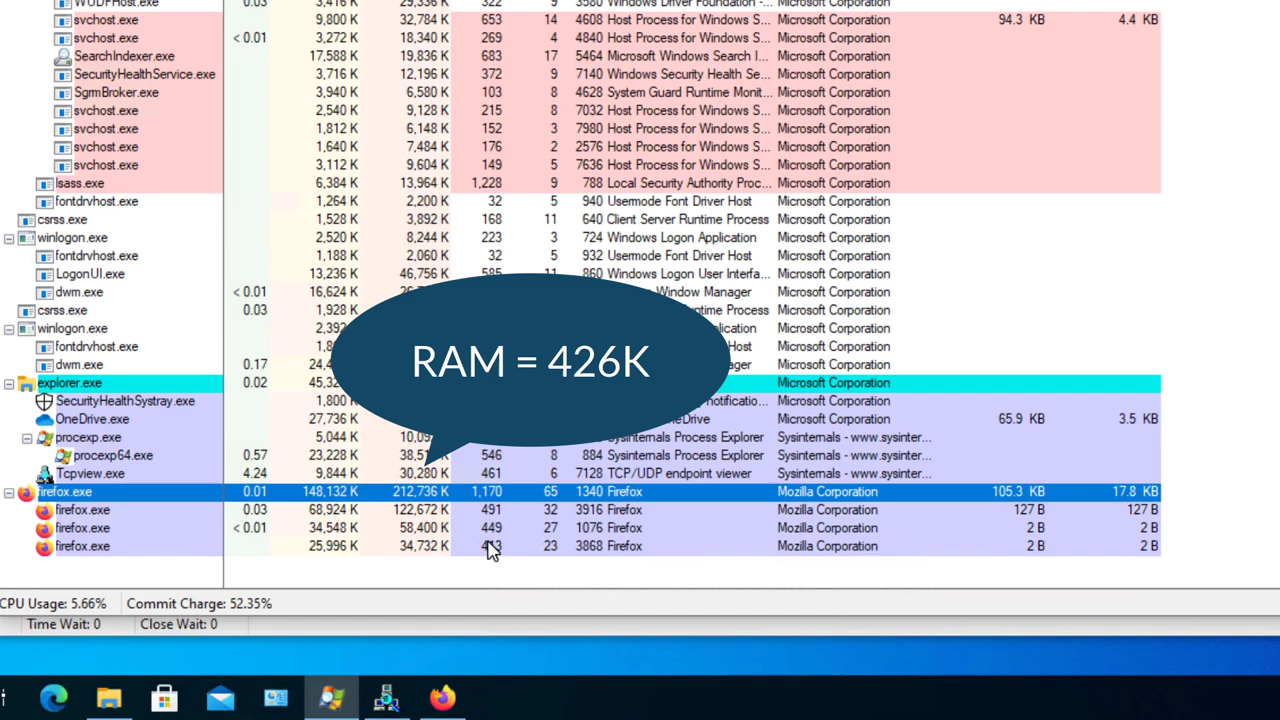 WUDFHost.exe 0.03 3,416 K 29,336 K 322 9 3580 Windows Driver Foundation -... Microsoft Corporation
svchost.exe 9,800 K 32,784 K 653 14 4608 Host Process for Windows S... Microsoft Corporation 94.3 KB 4.4 KB
svchost.exe < 0.01 3,272 K 18,340 K 269 4 4840 Host Process for Windows S... Microsoft Corporation
SearchIndexer.exe 17,588 K 19,836 K 683 17 5464 Microsoft Windows Search I... Microsoft Corporation
SecurityHealthService.exe 3,716 K 12,196 K 372 9 7140 Windows Security Health Se... Microsoft Corporation
SgrmBroker.exe 3,940 K 6,580 K 103 8 4628 System Guard Runtime Monit... Microsoft Corporation
svchost.exe 2,540 K 9,128 K 215 8 7032 Host Process for Windows S... Microsoft Corporation
svchost.exe 1,812 K 6,148 K 152 3 7980 Host Process for Windows S... Microsoft Corporation
svchost.exe 1,640 K 7,484 K 176 2 2576 Host Process for Windows S... Microsoft Corporation
svchost.exe 3,112 K 9,604 K 149 5 7636 Host Process for Windows S... Microsoft Corporation
lsass.exe 6,384 K 13,964 K 1,228 9 788 Local Security Authority Proc... Microsoft Corporation
fontdrvhost.exe 1,264 K 2,200 K 32 5 940 Usermode Font Driver Host Microsoft Corporation
csrss.exe 1,528 K 3,892 K 168 11 640 Client Server Runtime Process Microsoft Corporation
winlogon.exe 2,520 K 8,244 K 223 3 724 Windows Logon Application Microsoft Corporation
fontdrvhost.exe 1,188 K 2,060 K 32 5 932 Usermode Font Driver Host Microsoft Corporation
LogonUI.exe 13,236 K 46,756 K 585 11 860 Windows Logon User Interfa... Microsoft Corporation
dwm.exe < 0.01 16,624 K Window Manager Microsoft Corporation
csrss.exe 0.03 1,928 K Process Microsoft Corporation
winlogon.exe Microsoft Corporation
fontdrvhost.exe Host Microsoft Corporation
dwm.exe 0.17 Microsoft Corporation
RAM = 426K
explorer.exe 0.02 Microsoft Corporation
SecurityHealthSystray.exe 1,800 Microsoft Corporation
OneDrive.exe 27,736 K Microsoft Corporation 65.9 KB 3.5 KB
procexp.exe 5,044 K Sysinternals Process Explorer Sysinternals - www.sysinter...
procexp64.exe 0.57 23,228 K 546 8 884 Sysinternals Process Explorer Sysinternals - www.sysinter...
Tcpview.exe 4.24 9,844 K 30,280 K 461 6 7128 TCP/UDP endpoint viewer Sysinternals - www.sysinter...
firefox.exe 0.01 148,132 K 212,736 K 1,170 65 1340 Firefox Mozilla Corporation 105.3 KB 17.8 KB
firefox.exe 0.03 68,924 K 122,672 K 491 32 3916 Firefox Mozilla Corporation 127 B 127 B
firefox.exe < 0.01 34,548 K 58,400 K 449 27 1076 Firefox Mozilla Corporation 2 B 2 B
firefox.exe 25,996 K 34,732 K 23 3868 Firefox Mozilla Corporation 2 B 2 B
CPU Usage: 5.66% Commit Charge: 52.35%
Time Wait: 0 Close Wait: 0